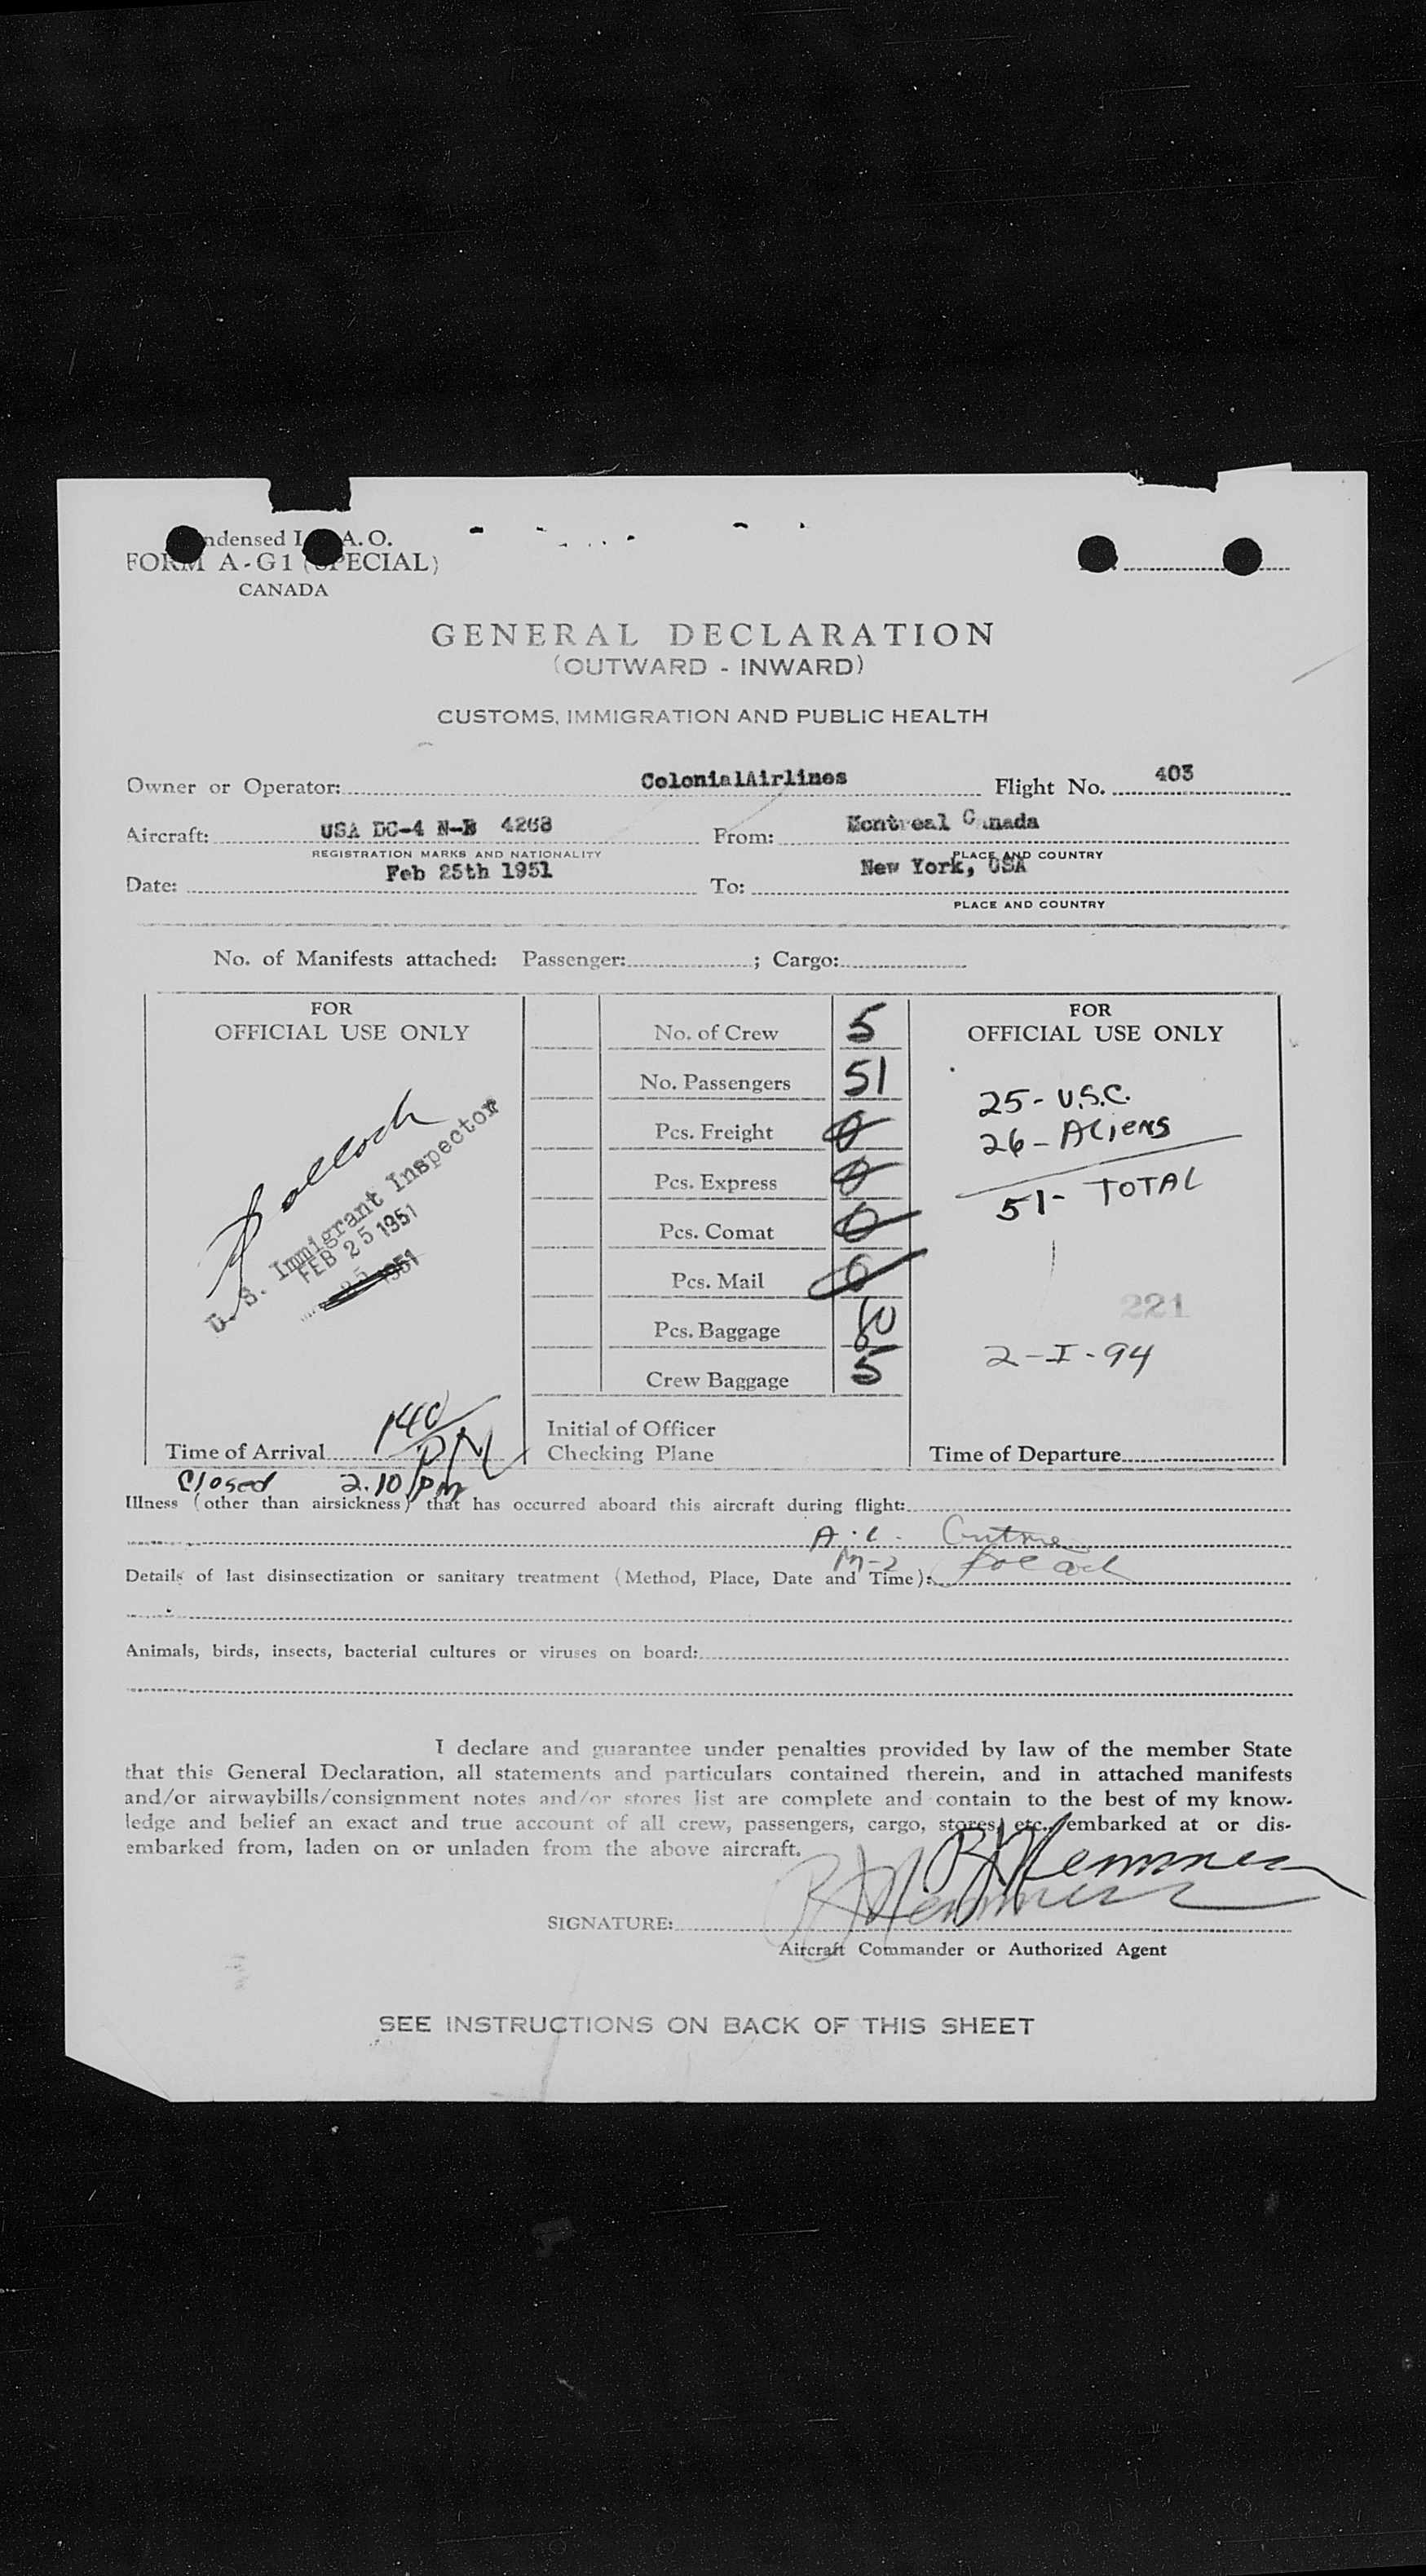 ndensed I A.O.
FORM A-G1 (SPECIAL)
CANADA
GENERAL DECLARATION
(OUTWARD - INWARD)
CUSTOMS, IMMIGRATION AND PUBLIC HEALTH
Owner or Operator: ColonialAirlines Flight No. 403
Aircraft: USA DC-4 N-B 4268 From: Montreal Canada
REGISTRATION MARKS AND NATIONALITY PLACE AND COUNTRY
Date: Feb 25th 1951 To: New York, USA
PLACE AND COUNTRY
No. of Manifests attached: Passenger: ; Cargo:
FOR
OFFICIAL USE ONLY
U. S. Immigrant Inspector
FEB 25 1951
25 1951
Time of Arrival 140 PM
Closed 2.10 PM
No. of Crew 5
No. Passengers 51
Pcs. Freight 0
Pcs. Express 0
Pcs. Comat 0
Pcs. Mail 0
Pcs. Baggage
Crew Baggage 5
Initial of Officer
Checking Plane
FOR
OFFICIAL USE ONLY
25 - U.S.C.
26 - Aliens
51 - TOTAL
221
2-I-94
Time of Departure
Illness (other than airsickness) that has occurred aboard this aircraft during flight:
M-2
Details of last disinsectization or sanitary treatment (Method, Place, Date and Time):
Animals, birds, insects, bacterial cultures or viruses on board:
I declare and guarantee under penalties provided by law of the member State
that this General Declaration, all statements and particulars contained therein, and in attached manifests
and/or airwaybills/consignment notes and/or stores list are complete and contain to the best of my know-
ledge and belief an exact and true account of all crew, passengers, cargo, stores, etc., embarked at or dis-
embarked from, laden on or unladen from the above aircraft.
SIGNATURE:
Aircraft Commander or Authorized Agent
SEE INSTRUCTIONS ON BACK OF THIS SHEET